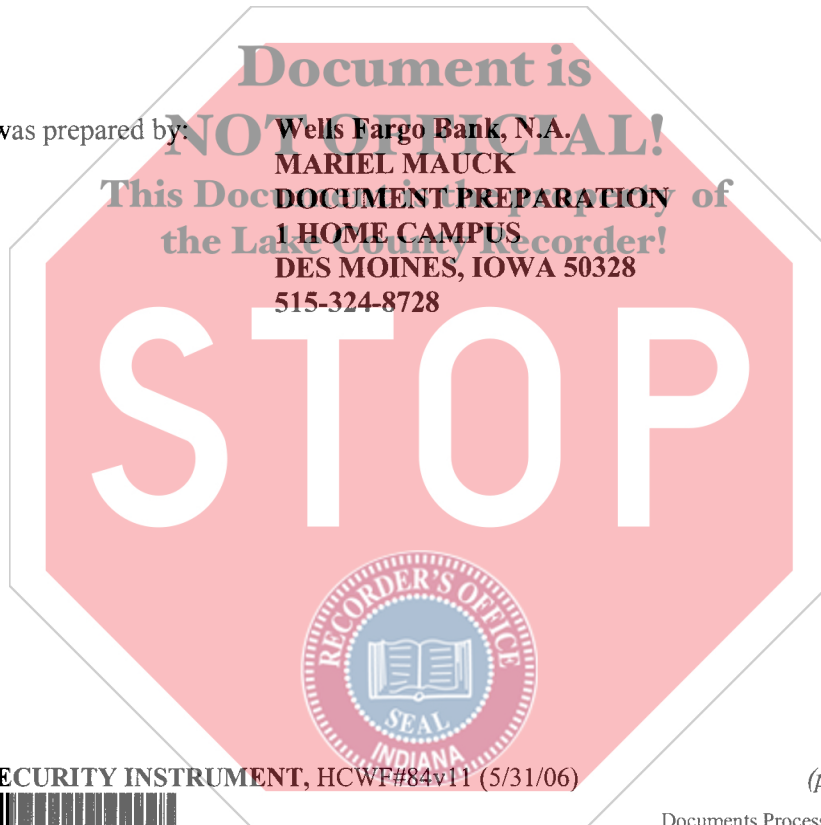 Document is
was prepared by: Wells Fargo Bank, N.A.
NOT OFFICIAL!
MARIEL MAUCK
This Document is the property of
DOCUMENT PREPARATION
the Lake County Recorder!
1 HOME CAMPUS
DES MOINES, IOWA 50328
515-324-8728
STOP
RECORDER'S OFFICE
SEAL
INDIANA
ECURITY INSTRUMENT, HCWF#84v11 (5/31/06) (p
Documents Process